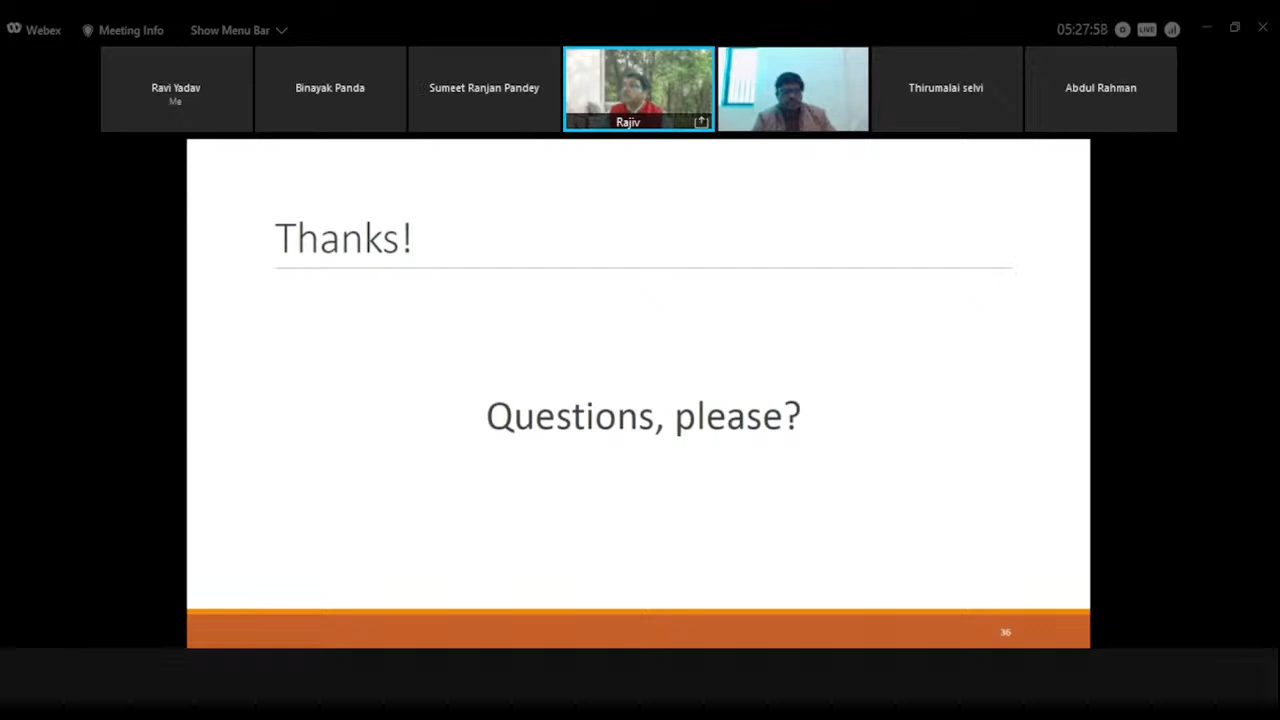 Webex Meeting Info Show Menu Bar 05:27:58 LIVE
Ravi Yadav
Me
Binayak Panda
Sumeet Ranjan Pandey
Rajiv
Thirumalai selvi
Abdul Rahman
Thanks!
Questions, please?
36